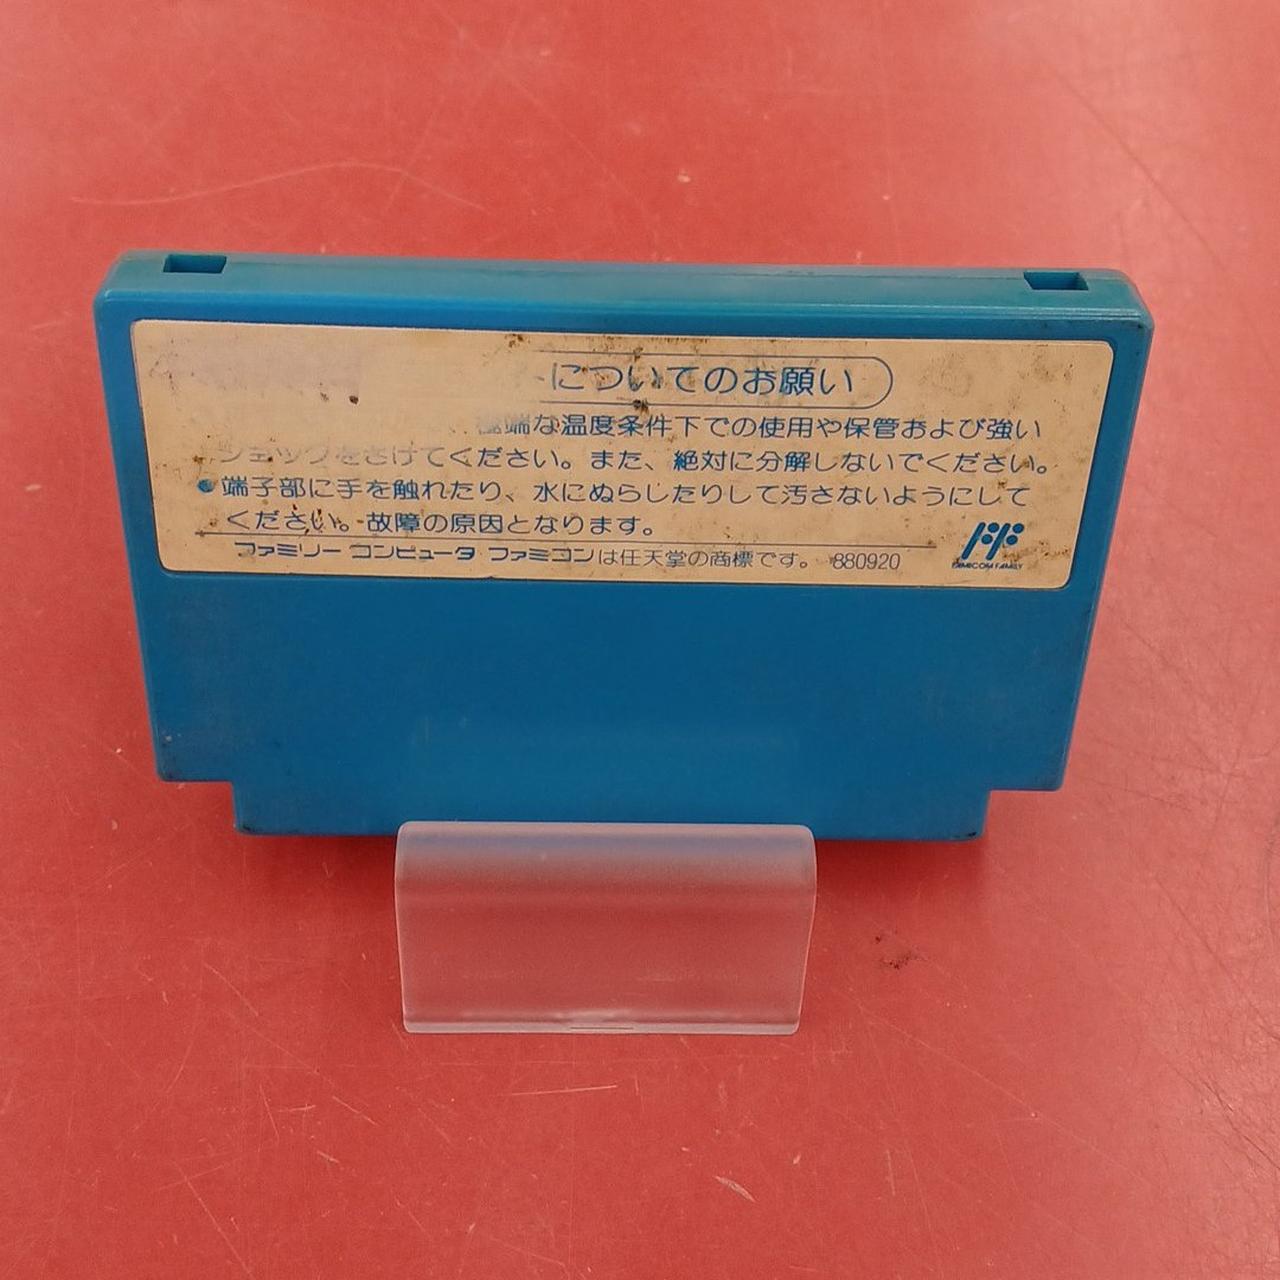 についてのお願い
極端な温度条件下での使用や保管および強い
ショックをさけてください。また、絶対に分解しないでください。
●端子部に手を触れたり、水にぬらしたりして汚さないようにして
ください。故障の原因となります。
ファミリーコンピュータ ファミコンは任天堂の商標です。 880920
FAMICOM FAMILY